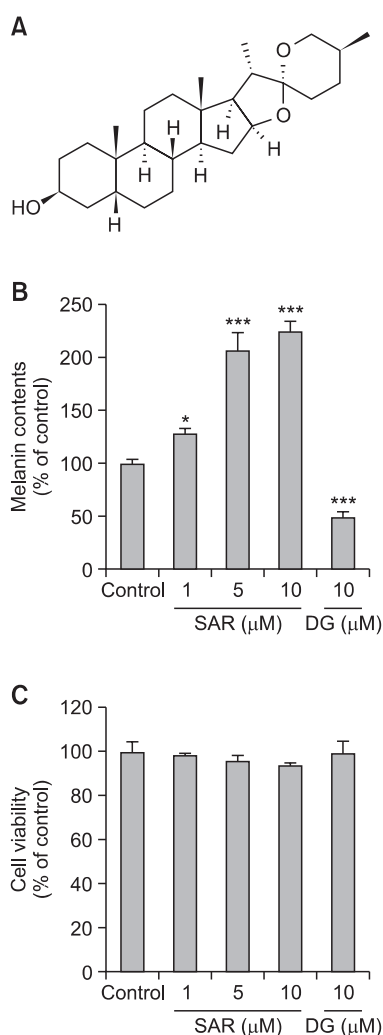 A
O
O
H
H
H
H
H
HO
H
B
Melanin contents
(% of control)
250
200
150
100
50
0
*
***
***
***
Control 1 5 10 10
SAR (μM) DG (μM)
C
Cell viability
(% of control)
120
100
80
60
40
20
0
Control 1 5 10 10
SAR (μM) DG (μM)